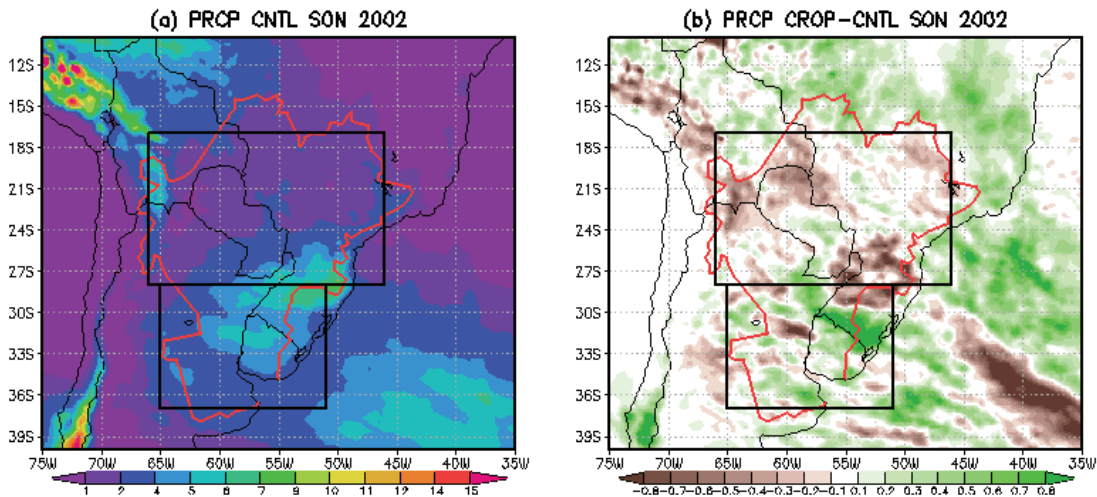 (a) PRCP CNTL SON 2002
(b) PRCP CROP-CNTL SON 2002
12S
15S
18S
21S
24S
27S
30S
33S
36S
39S
75W 70W 65W 60W 55W 50W 45W 40W 35W
1 2 4 5 6 7 9 10 12 14 15
12S
15S
18S
21S
24S
27S
30S
33S
36S
39S
75W 70W 65W 60W 55W 50W 45W 40W 35W
-0.8 -0.7 -0.6 -0.5 -0.4 -0.3 -0.2 -0.1 0.1 0.2 0.3 0.4 0.5 0.6 0.7 0.8